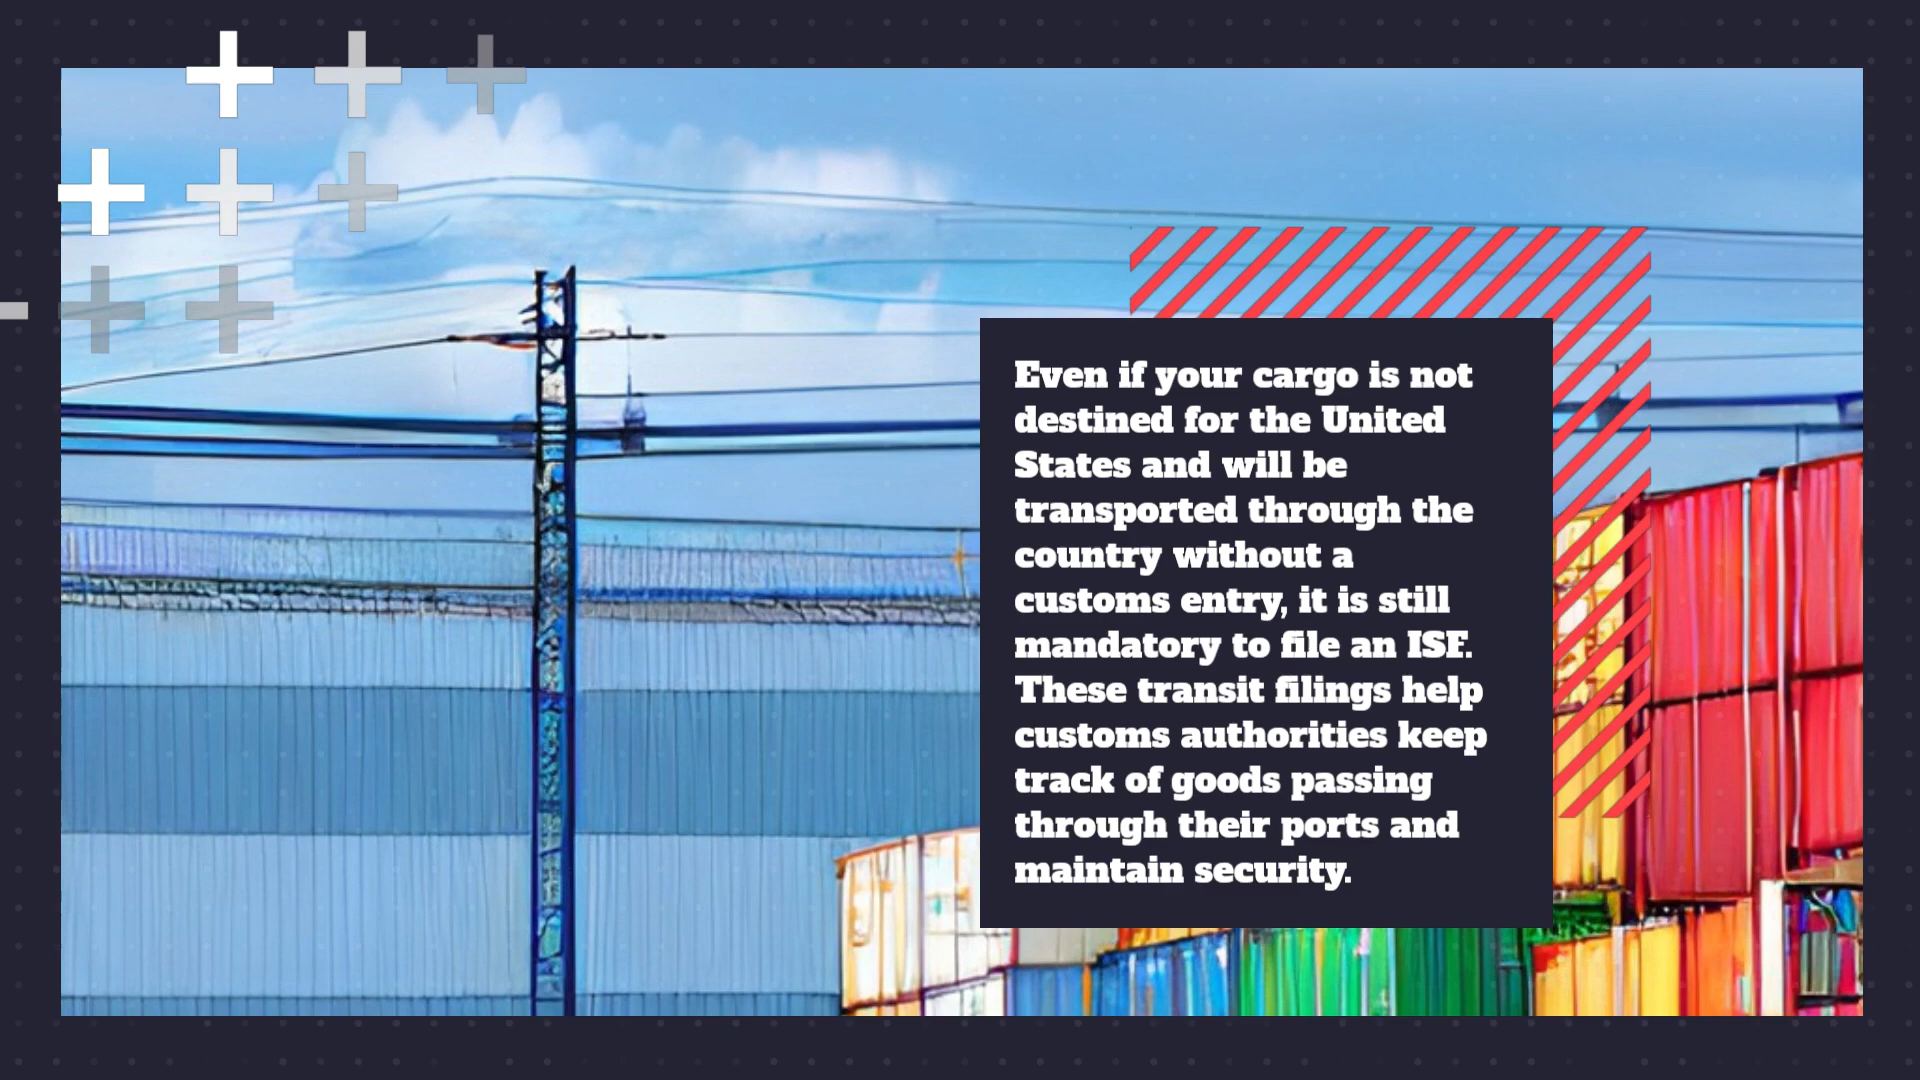 Even if your cargo is not
destined for the United
States and will be
transported through the
country without a
customs entry, it is still
mandatory to file an ISF.
These transit filings help
customs authorities keep
track of goods passing
through their ports and
maintain security.